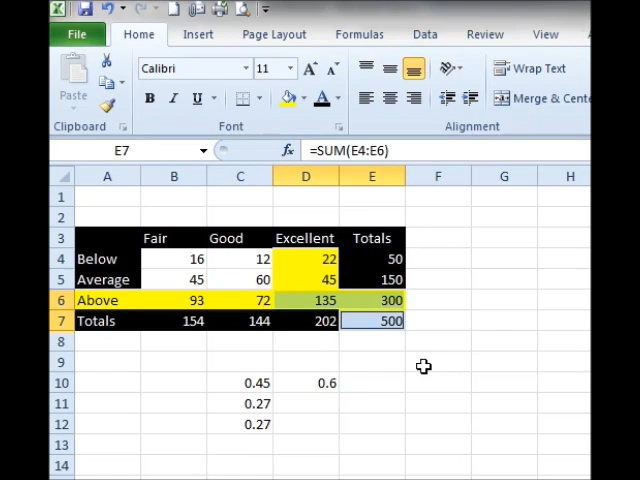 File Home Insert Page Layout Formulas Data Review View
Calibri 11 A A Wrap Text
Paste B I U A Merge & Cente
Clipboard Font Alignment
E7 fx =SUM(E4:E6)
A B C D E F G H
1
2
3 Fair Good Excellent Totals
4 Below 16 12 22 50
5 Average 45 60 45 150
6 Above 93 72 135 300
7 Totals 154 144 202 500
8
9
10 0.45 0.6
11 0.27
12 0.27
13
14